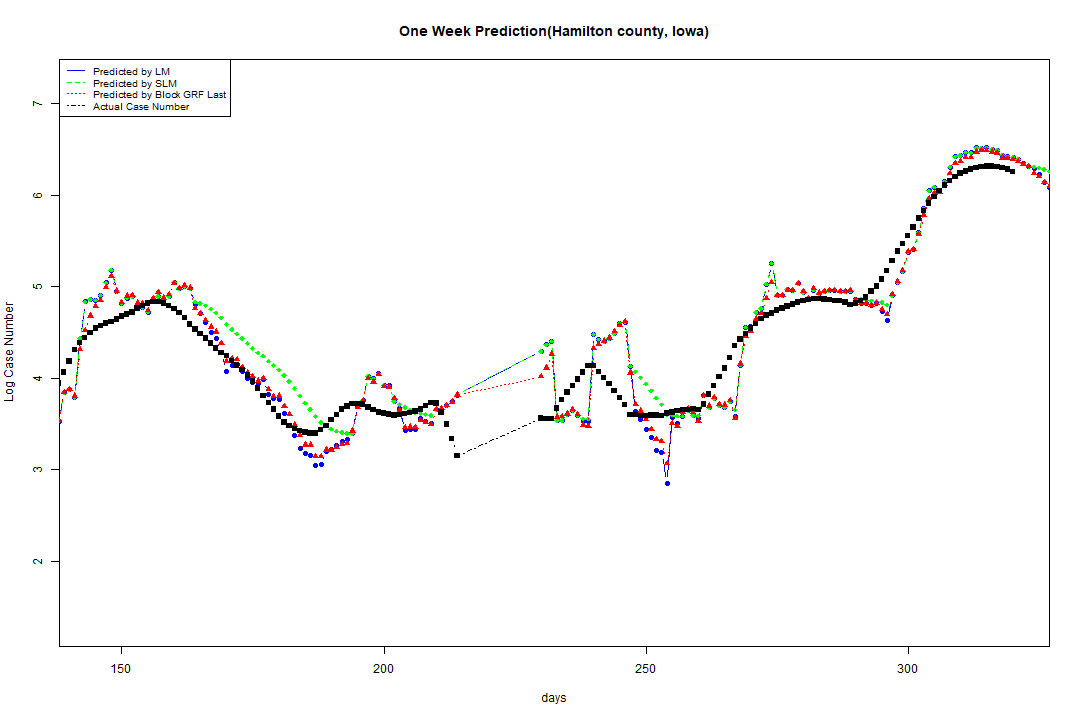 One Week Prediction(Hamilton county, Iowa)
Predicted by LM
Predicted by SLM
Predicted by Block GRF Last
Actual Case Number
7
6
5
4
3
2
Log Case Number
150 200 250 300
days